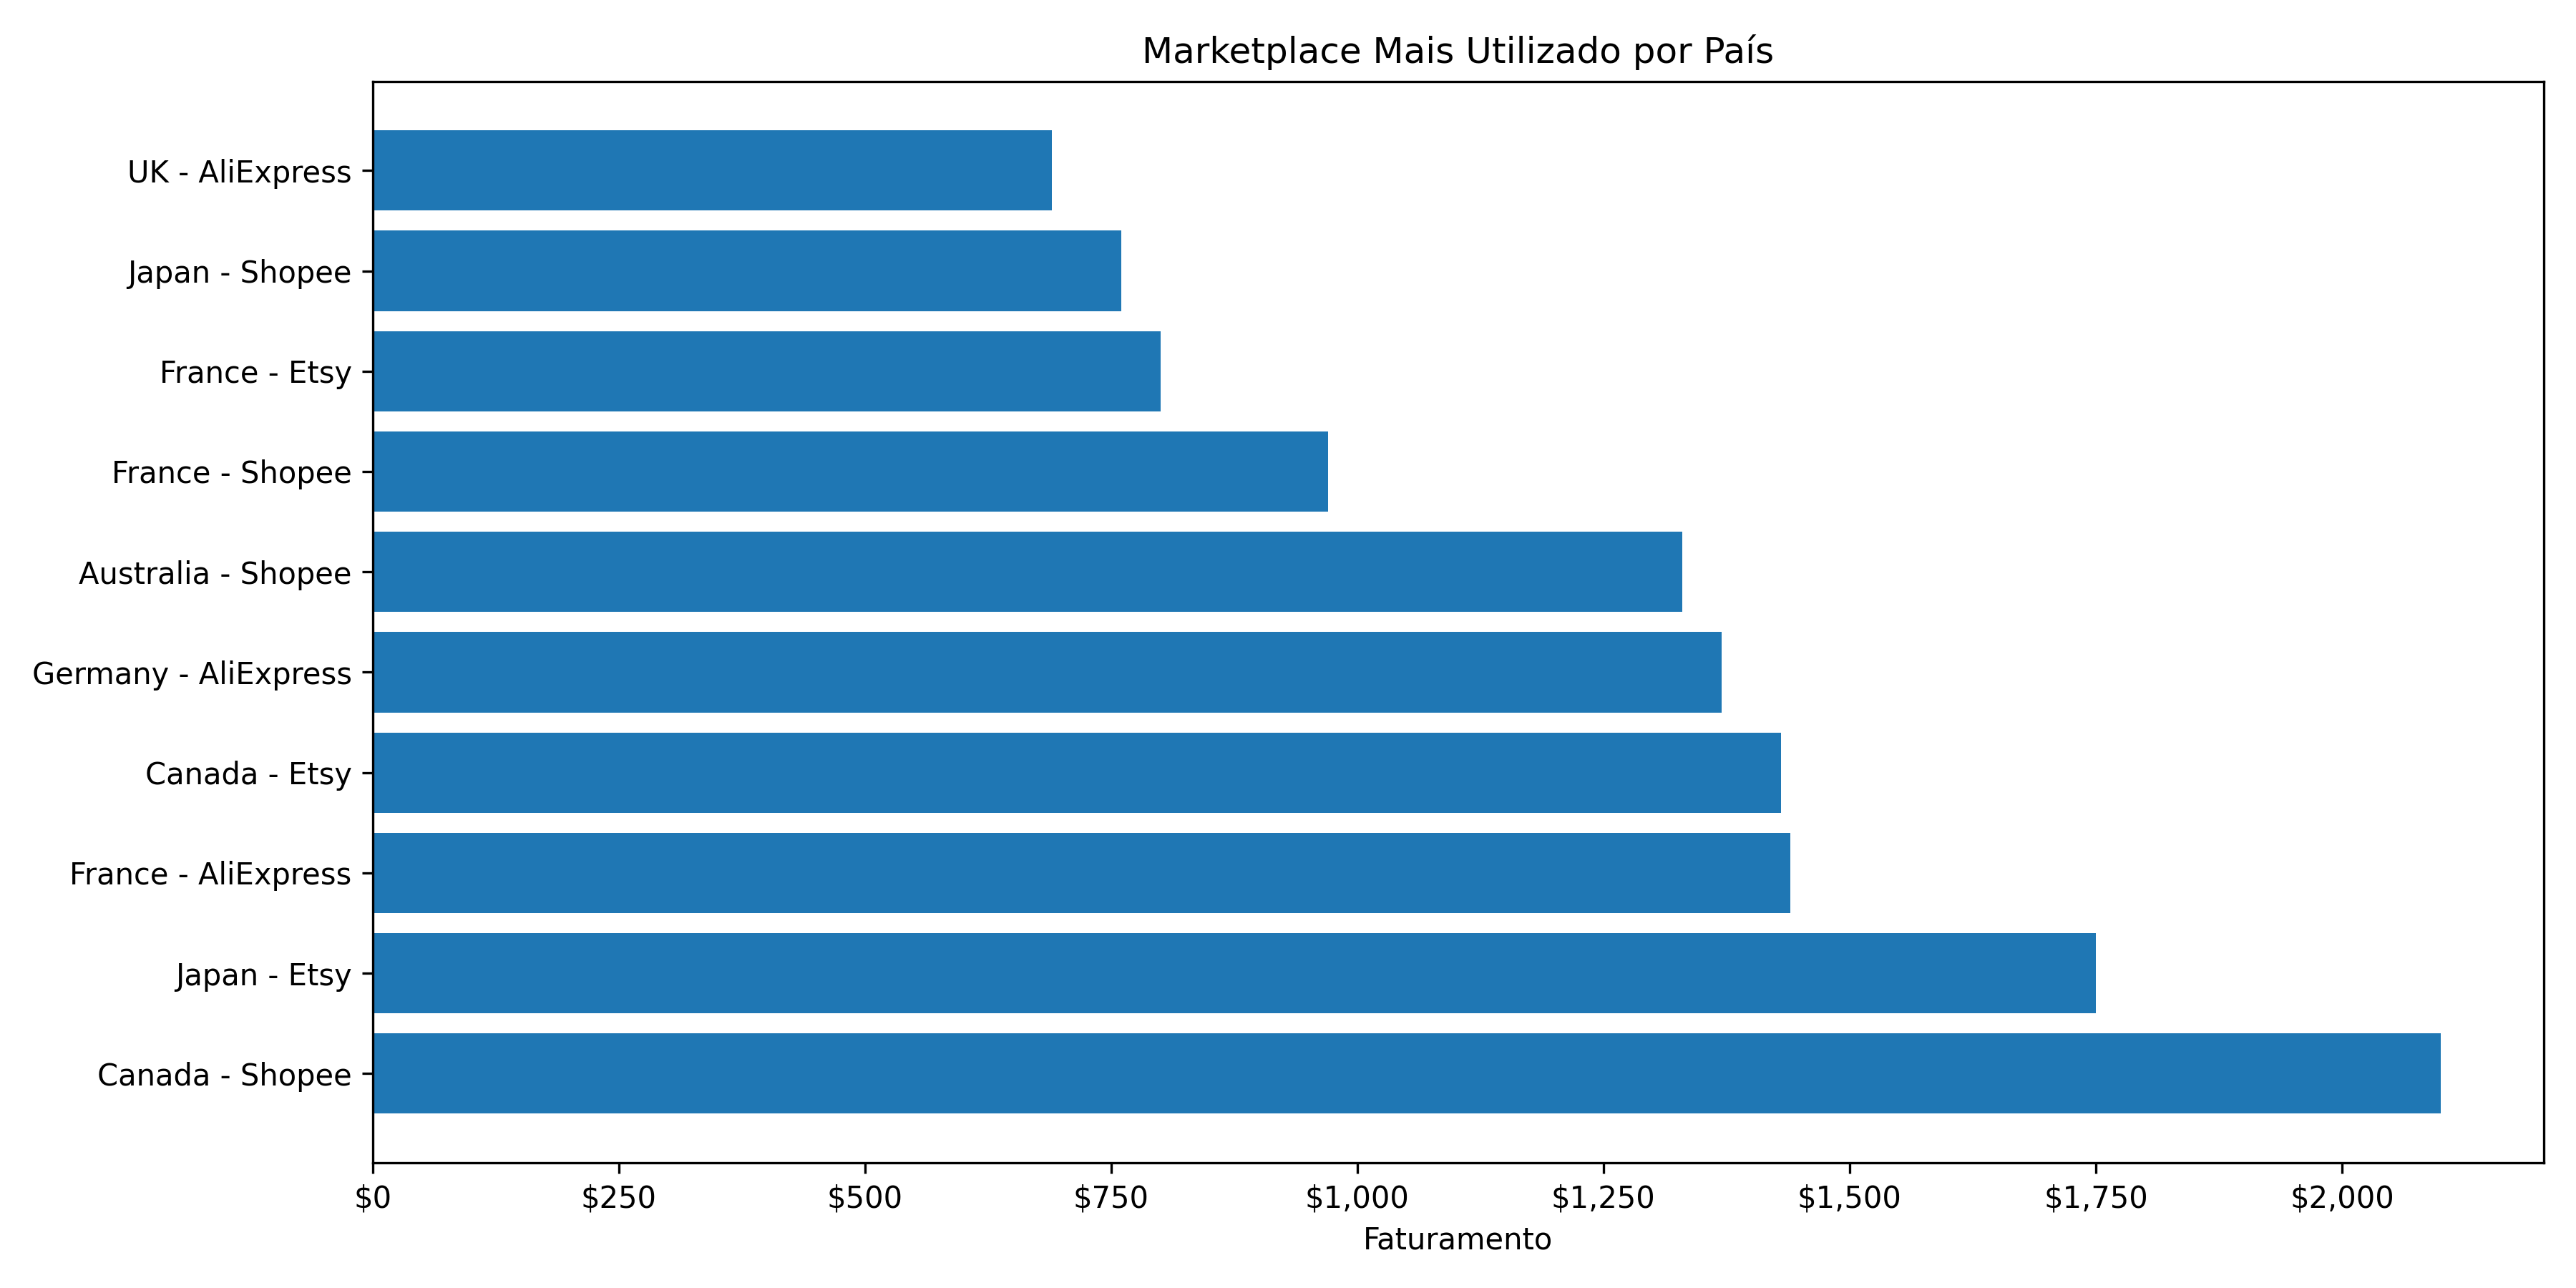 Marketplace Mais Utilizado por País
UK - AliExpress
Japan - Shopee
France - Etsy
France - Shopee
Australia - Shopee
Germany - AliExpress
Canada - Etsy
France - AliExpress
Japan - Etsy
Canada - Shopee
$0 $250 $500 $750 $1,000 $1,250 $1,500 $1,750 $2,000
Faturamento